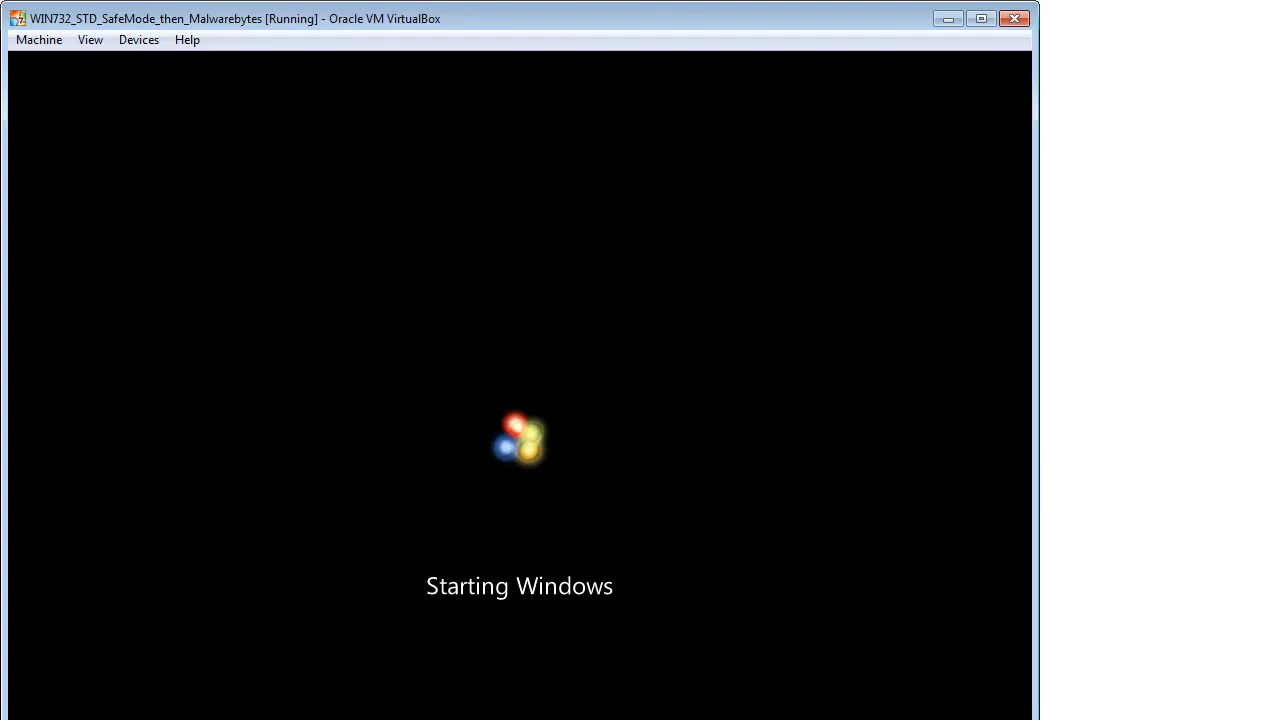 WIN732_STD_SafeMode_then_Malwarebytes [Running] - Oracle VM VirtualBox
Machine View Devices Help
Starting Windows